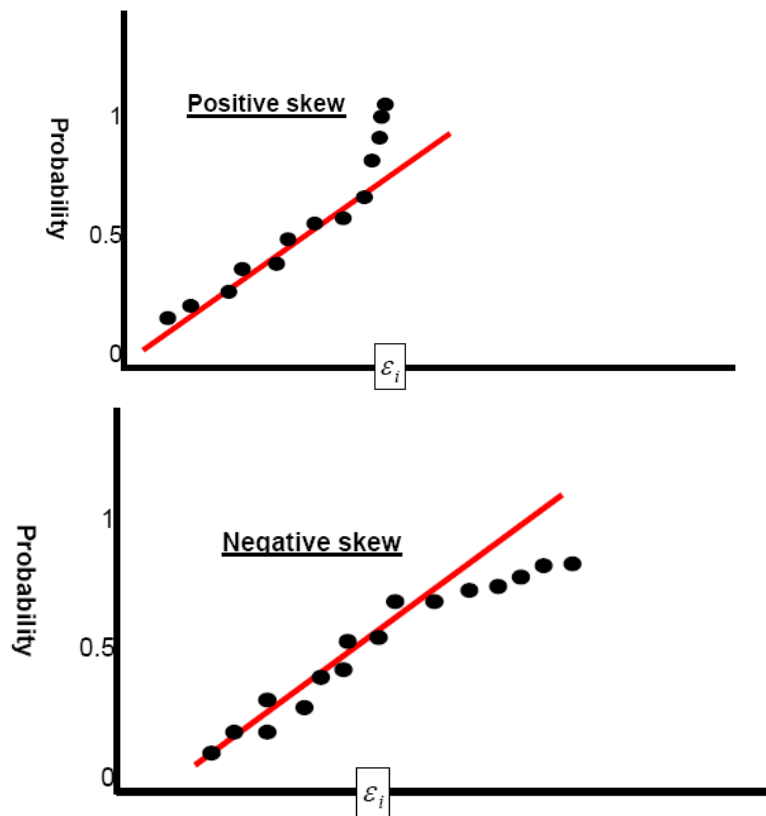 Positive skew
Probability
1
0.5
0
εi
Negative skew
Probability
1
0.5
0
εi